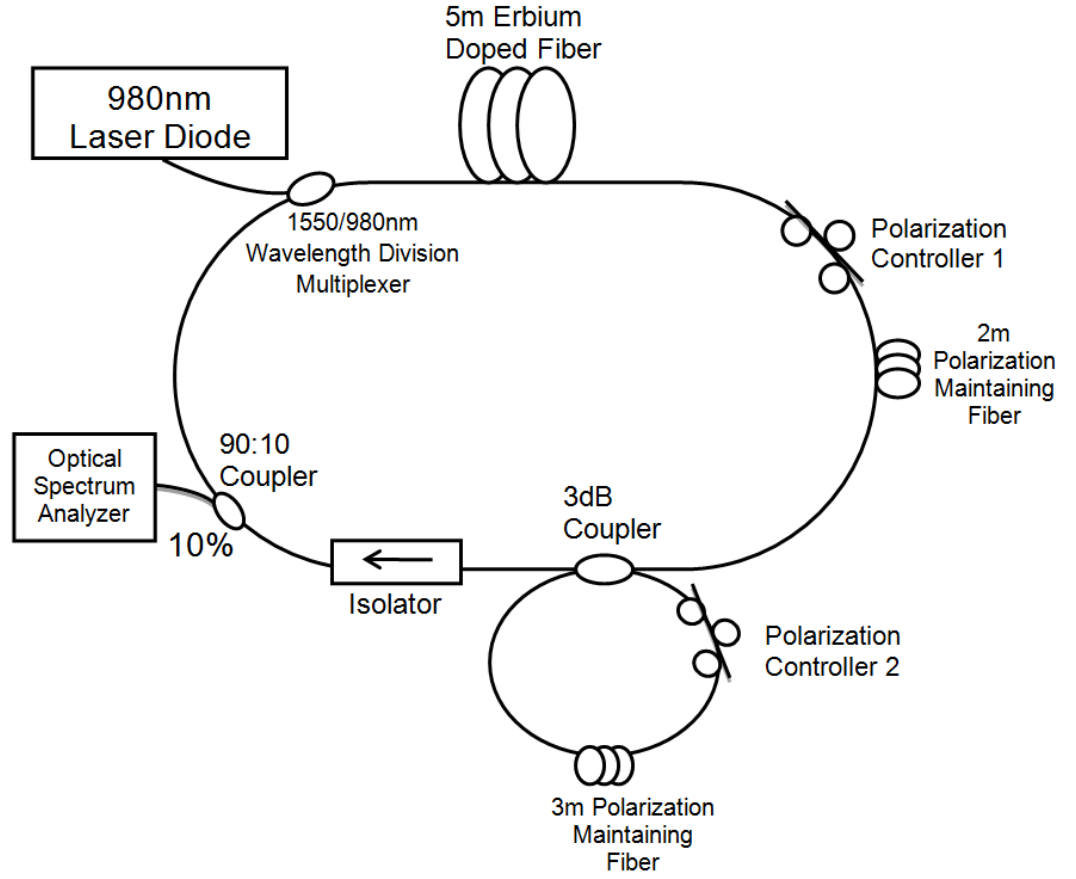 5m Erbium
Doped Fiber
980nm
Laser Diode
1550/980nm
Wavelength Division
Multiplexer
Polarization
Controller 1
2m
Polarization
Maintaining
Fiber
90:10
Coupler
Optical
Spectrum
Analyzer
10%
3dB
Coupler
Isolator
Polarization
Controller 2
3m Polarization
Maintaining
Fiber